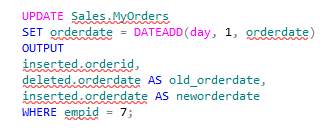 UPDATE Sales.MyOrders
SET orderdate = DATEADD(day, 1, orderdate)
OUTPUT
inserted.orderid,
deleted.orderdate AS old_orderdate,
inserted.orderdate AS neworderdate
WHERE empid = 7;